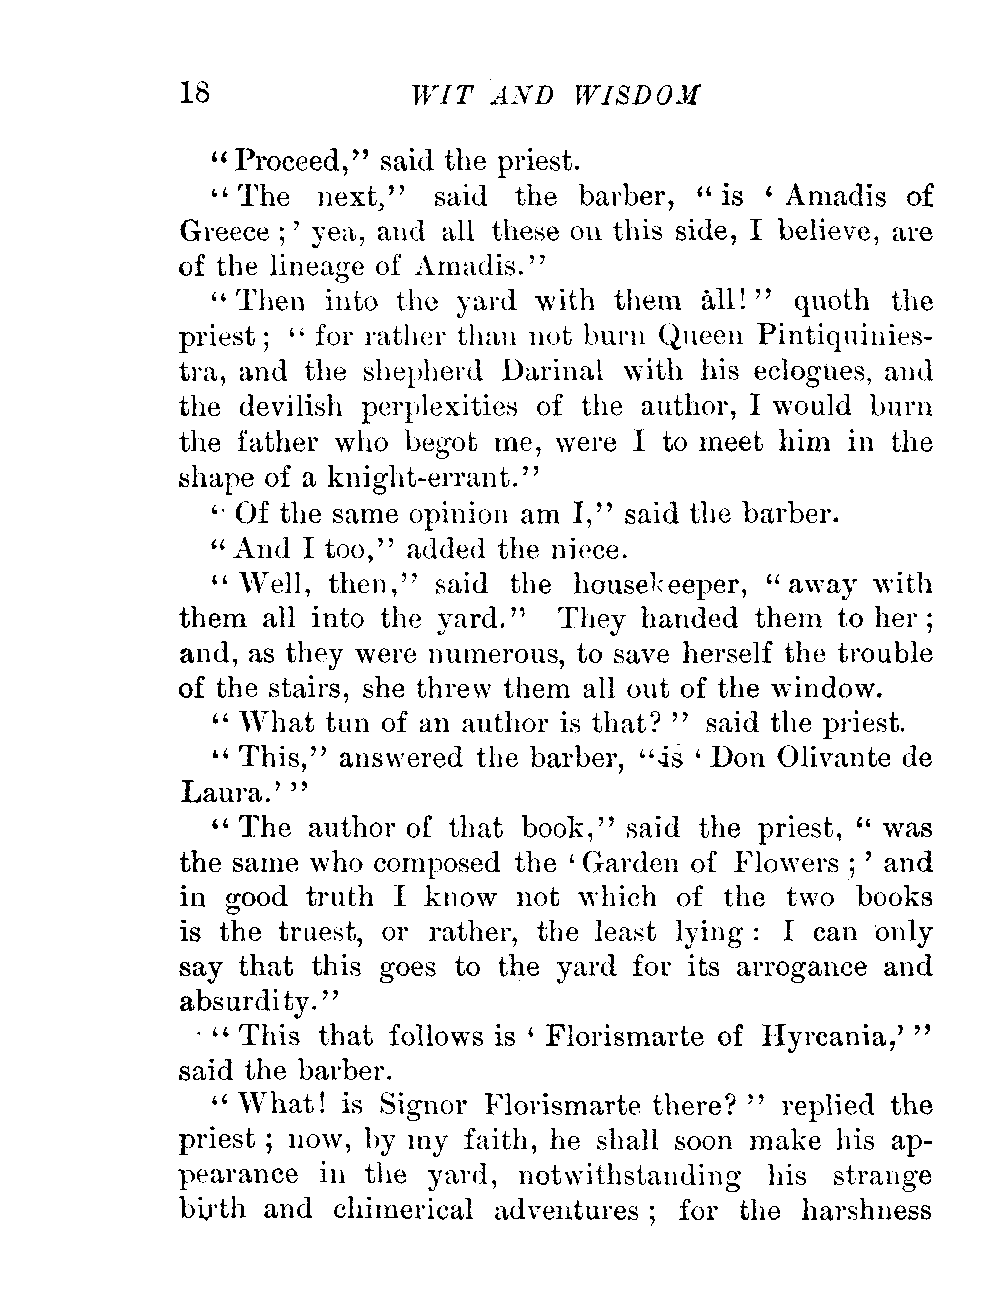 18 WIT AND WISDOM
“Proceed,” said the priest.
“The next,” said the barber, “is ‘Amadis of
Greece;’ yea, and all these on this side, I believe, are
of the lineage of Amadis.”
“Then into the yard with them all!” quoth the
priest; “for rather than not burn Queen Pintiquinies-
tra, and the shepherd Darinal with his eclogues, and
the devilish perplexities of the author, I would burn
the father who begot me, were I to meet him in the
shape of a knight-errant.”
“Of the same opinion am I,” said the barber.
“And I too,” added the niece.
“Well, then,” said the housekeeper, “away with
them all into the yard.” They handed them to her;
and, as they were numerous, to save herself the trouble
of the stairs, she threw them all out of the window.
“What tun of an author is that?” said the priest.
“This,” answered the barber, “is ‘Don Olivante de
Laura.’”
“The author of that book,” said the priest, “was
the same who composed the ‘Garden of Flowers;’ and
in good truth I know not which of the two books
is the truest, or rather, the least lying: I can only
say that this goes to the yard for its arrogance and
absurdity.”
“This that follows is ‘Florismarte of Hyrcania,’”
said the barber.
“What! is Signor Florismarte there?” replied the
priest; now, by my faith, he shall soon make his ap-
pearance in the yard, notwithstanding his strange
birth and chimerical adventures; for the harshness